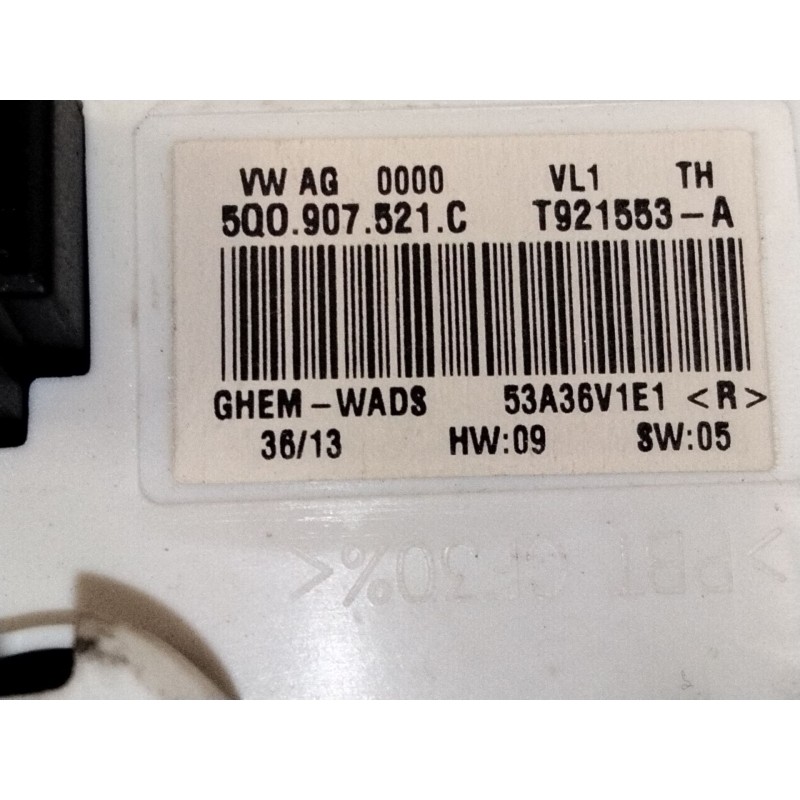 VW AG 0000 VL1 TH
5Q0.907.521.C T921553-A
GHEM-WADS 53A36V1E1 <R>
36/13 HW:09 SW:05
>PBT GF30%<